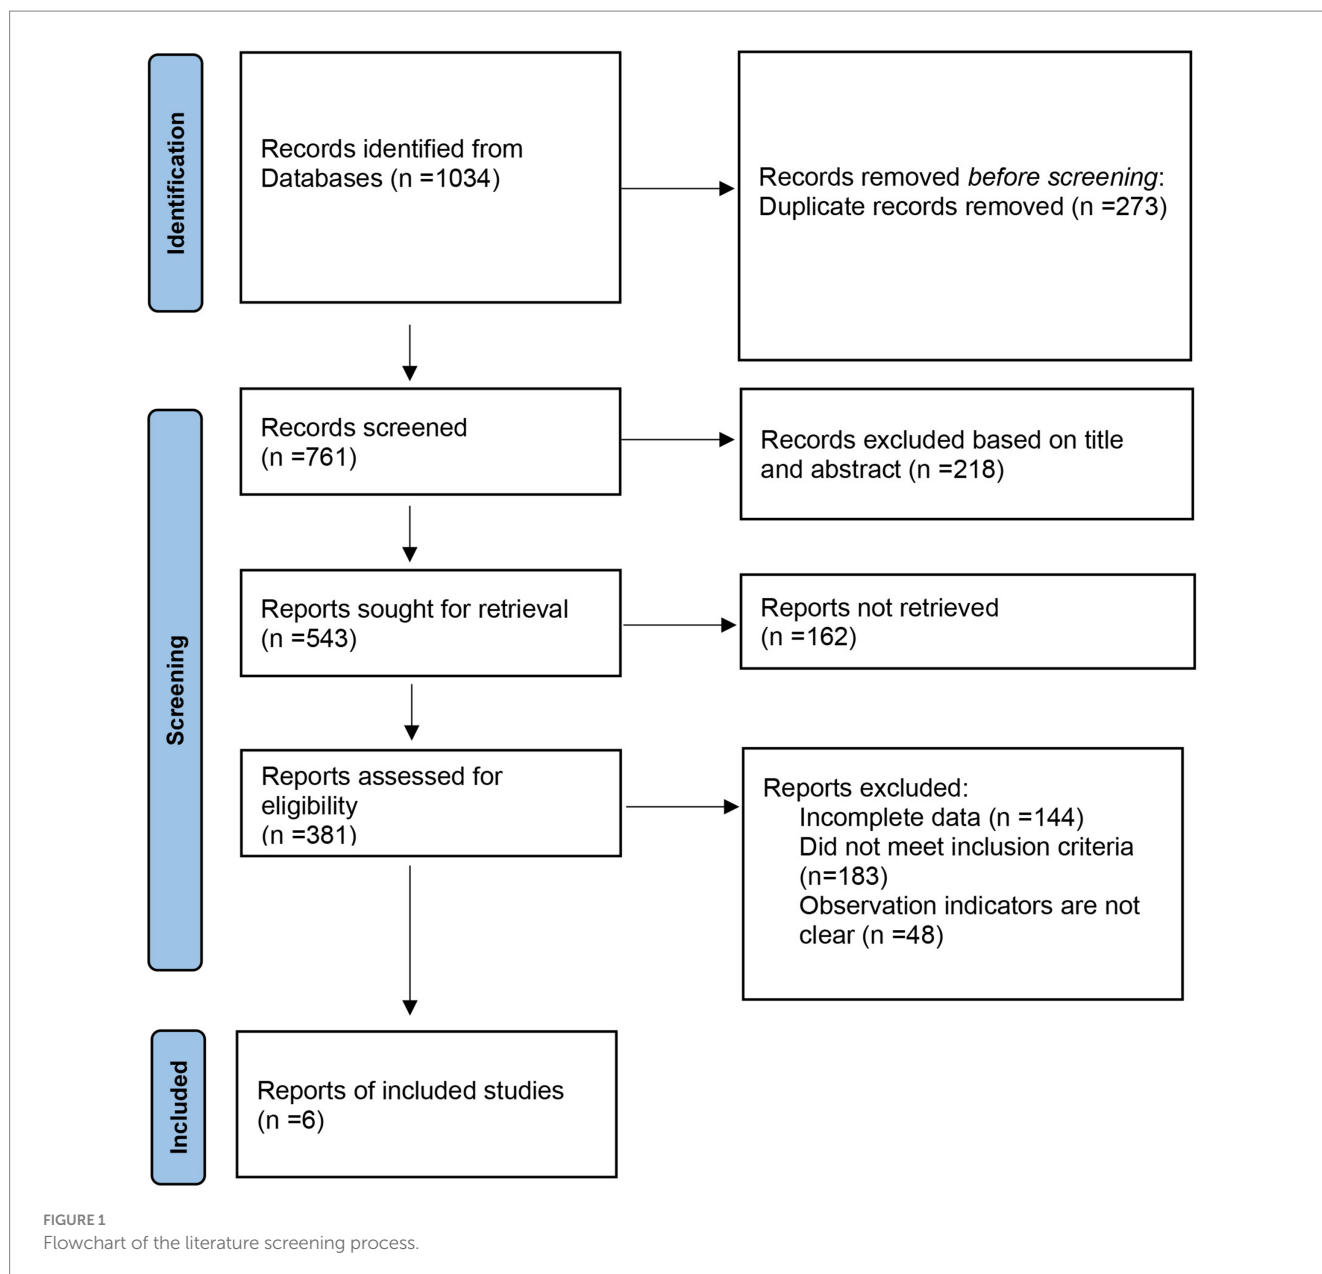 Identification
Records identified from
Databases (n =1034)
Records removed before screening:
Duplicate records removed (n =273)
Screening
Records screened
(n =761)
Records excluded based on title
and abstract (n =218)
Reports sought for retrieval
(n =543)
Reports not retrieved
(n =162)
Reports assessed for
eligibility
(n =381)
Reports excluded:
Incomplete data (n =144)
Did not meet inclusion criteria
(n=183)
Observation indicators are not
clear (n =48)
Included
Reports of included studies
(n =6)
FIGURE 1
Flowchart of the literature screening process.